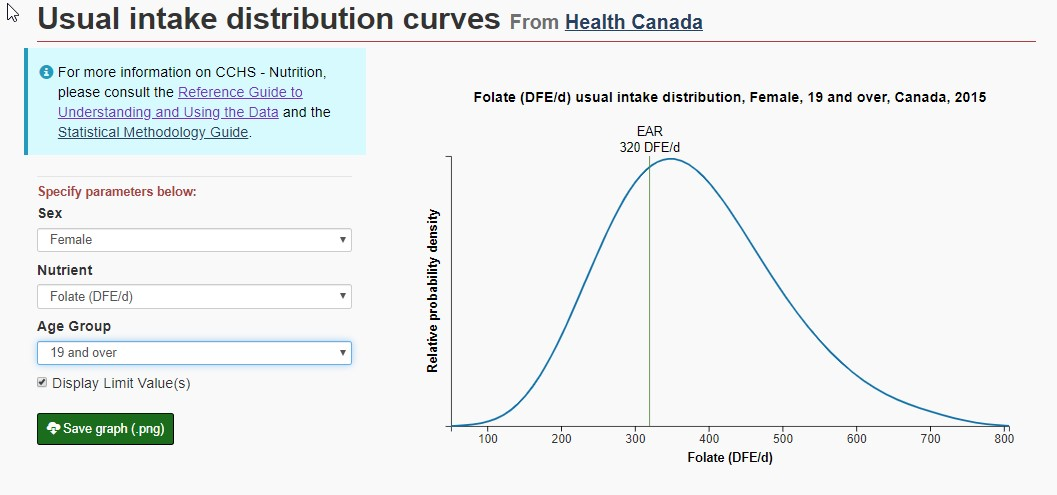 Usual intake distribution curves From Health Canada
For more information on CCHS - Nutrition,
please consult the Reference Guide to
Understanding and Using the Data and the
Statistical Methodology Guide.
Specify parameters below:
Sex
Female
Nutrient
Folate (DFE/d)
Age Group
19 and over
Display Limit Value(s)
Save graph (.png)
Folate (DFE/d) usual intake distribution, Female, 19 and over, Canada, 2015
EAR
320 DFE/d
Relative probability density
100 200 300 400 500 600 700 800
Folate (DFE/d)